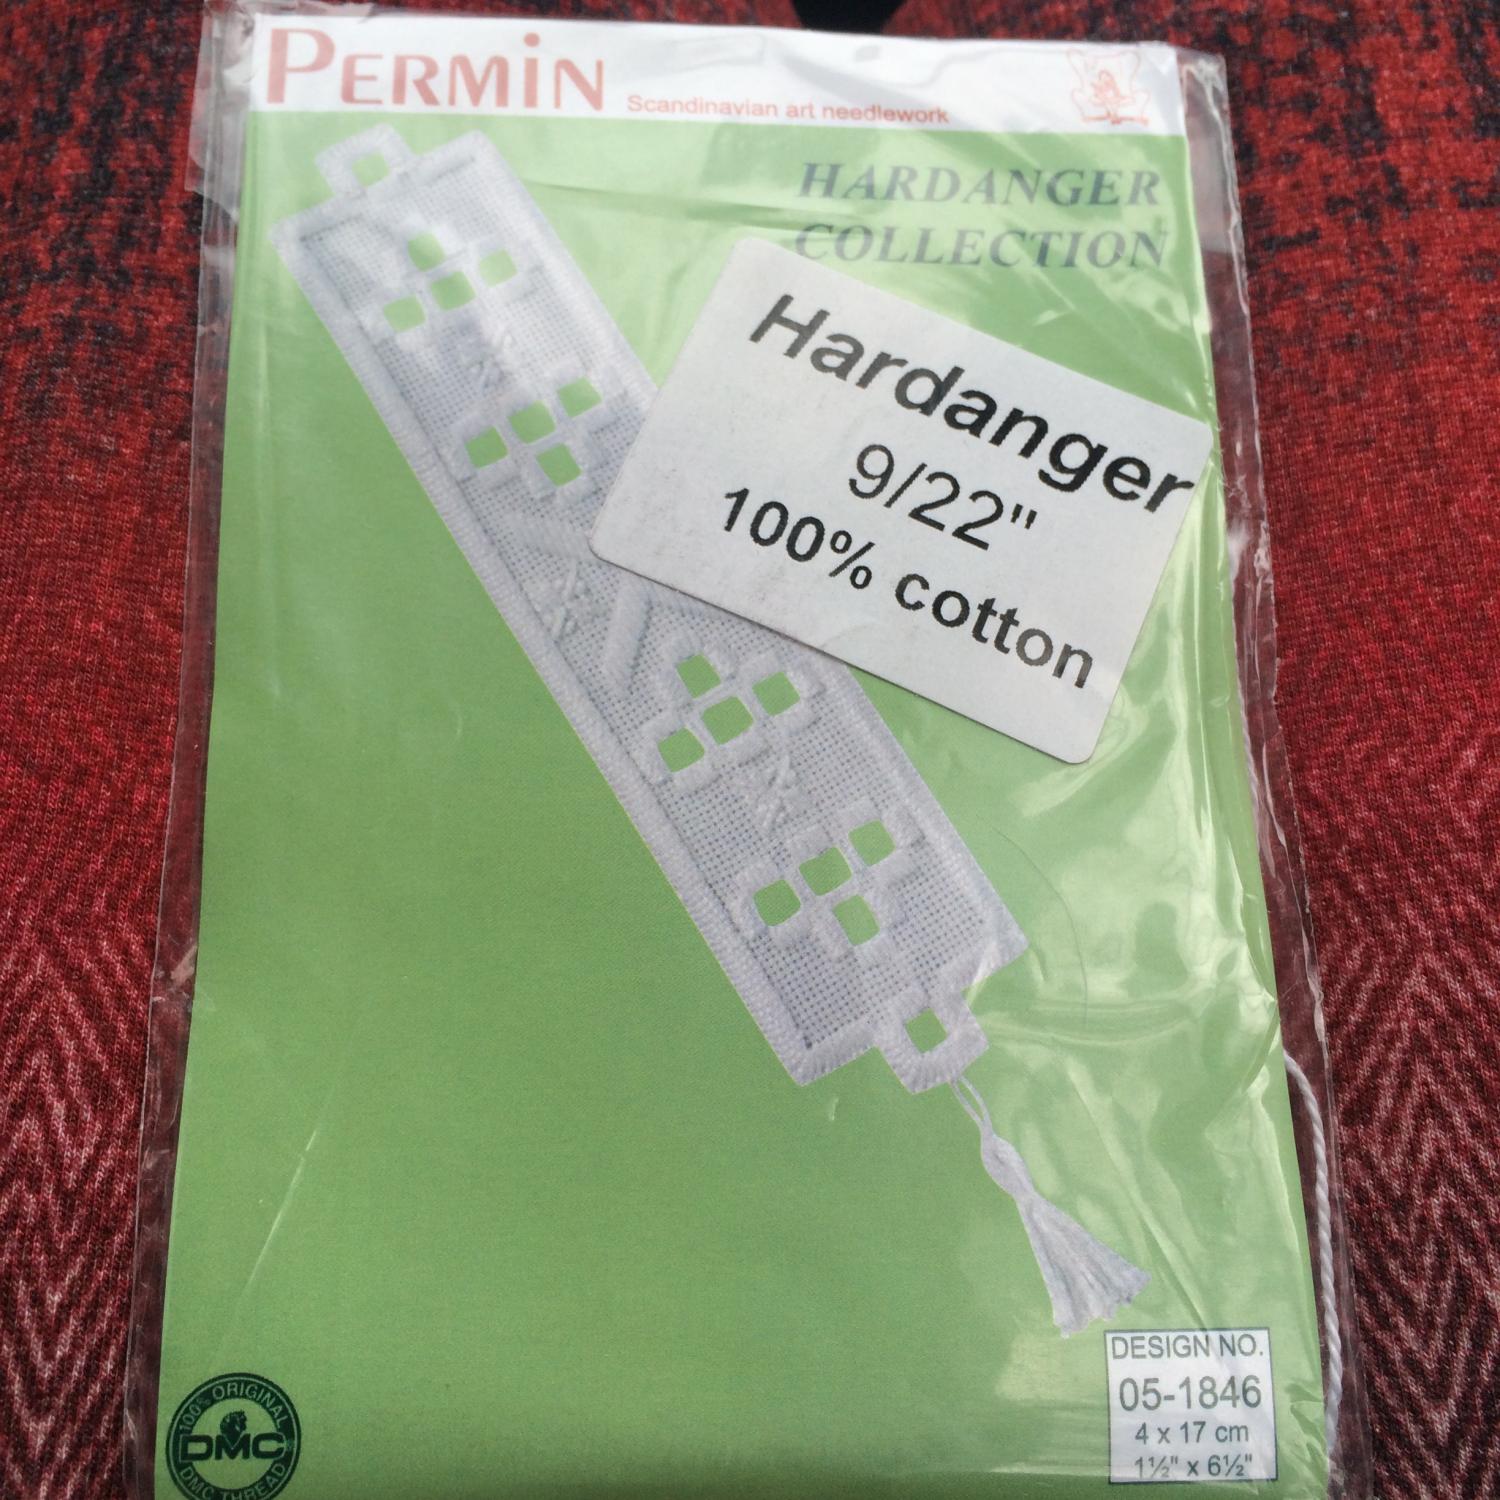 PERMIN
Scandinavian art needlework
HARDANGER
COLLECTION
Hardanger
9/22"
100% cotton
DESIGN NO.
05-1846
4 x 17 cm
1½" x 6½"
100% ORIGINAL
DMC
DMC THREAD